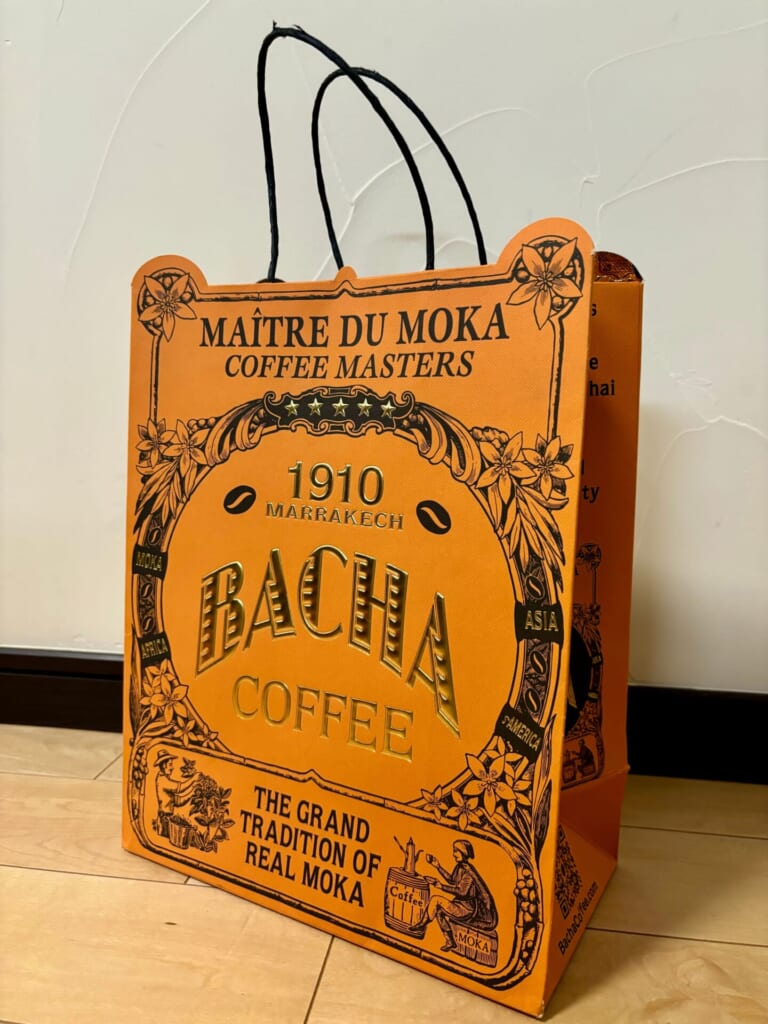 MAÎTRE DU MOKA
COFFEE MASTERS
1910
MARRAKECH
BACHA
COFFEE
MOKA
AFRICA
ASIA
S.AMERICA
THE GRAND
TRADITION OF
REAL MOKA
Coffee
MOKA
BachaCoffee.com